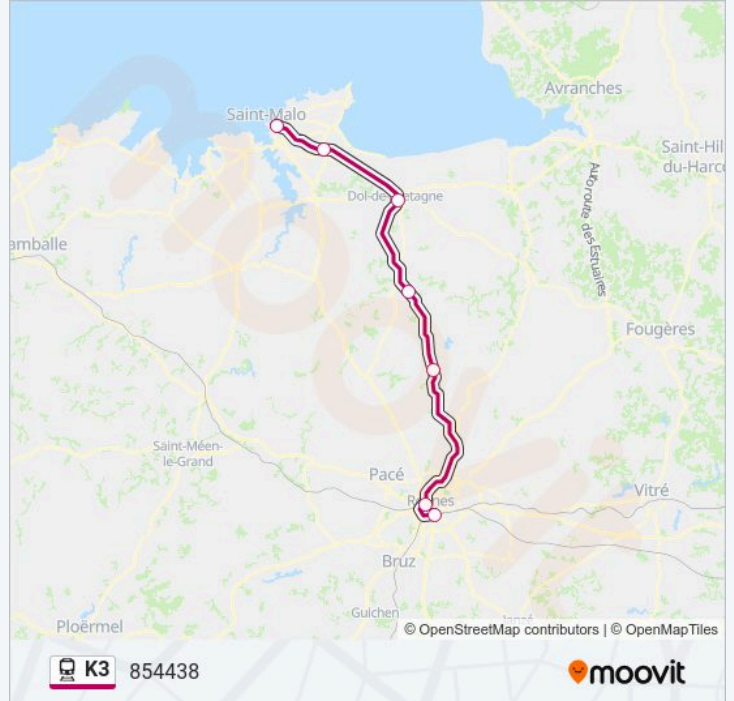 Avranches
Saint-Malo
Saint-Hil
du-Harco
Autoroute des Estuaires
Dol-de-Bretagne
amballe
Fougères
Saint-Méen-
le-Grand
Pacé
Rennes
Vitré
Bruz
Guichen
Ploërmel
© OpenStreetMap contributors | © OpenMapTiles
K3 854438 moovit